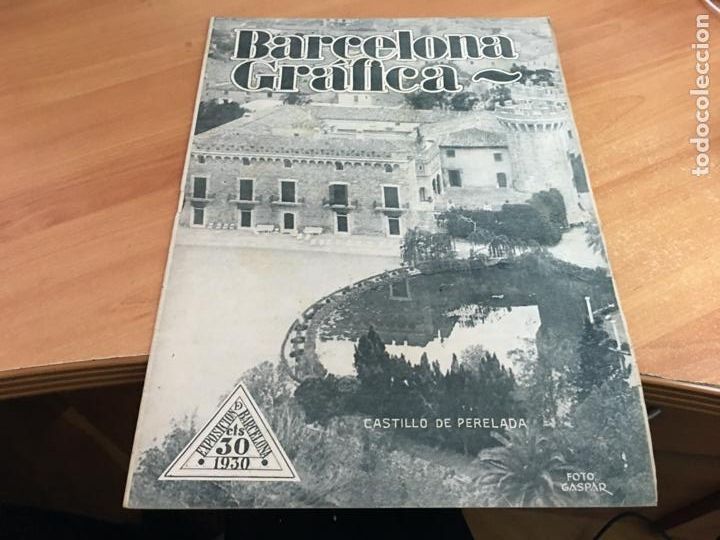 Barcelona
Gráfica
CASTILLO DE PERELADA
EXPOSICIÓN DE BARCELONA
cts
30
1930
FOTO
GASPAR
todocoleccion